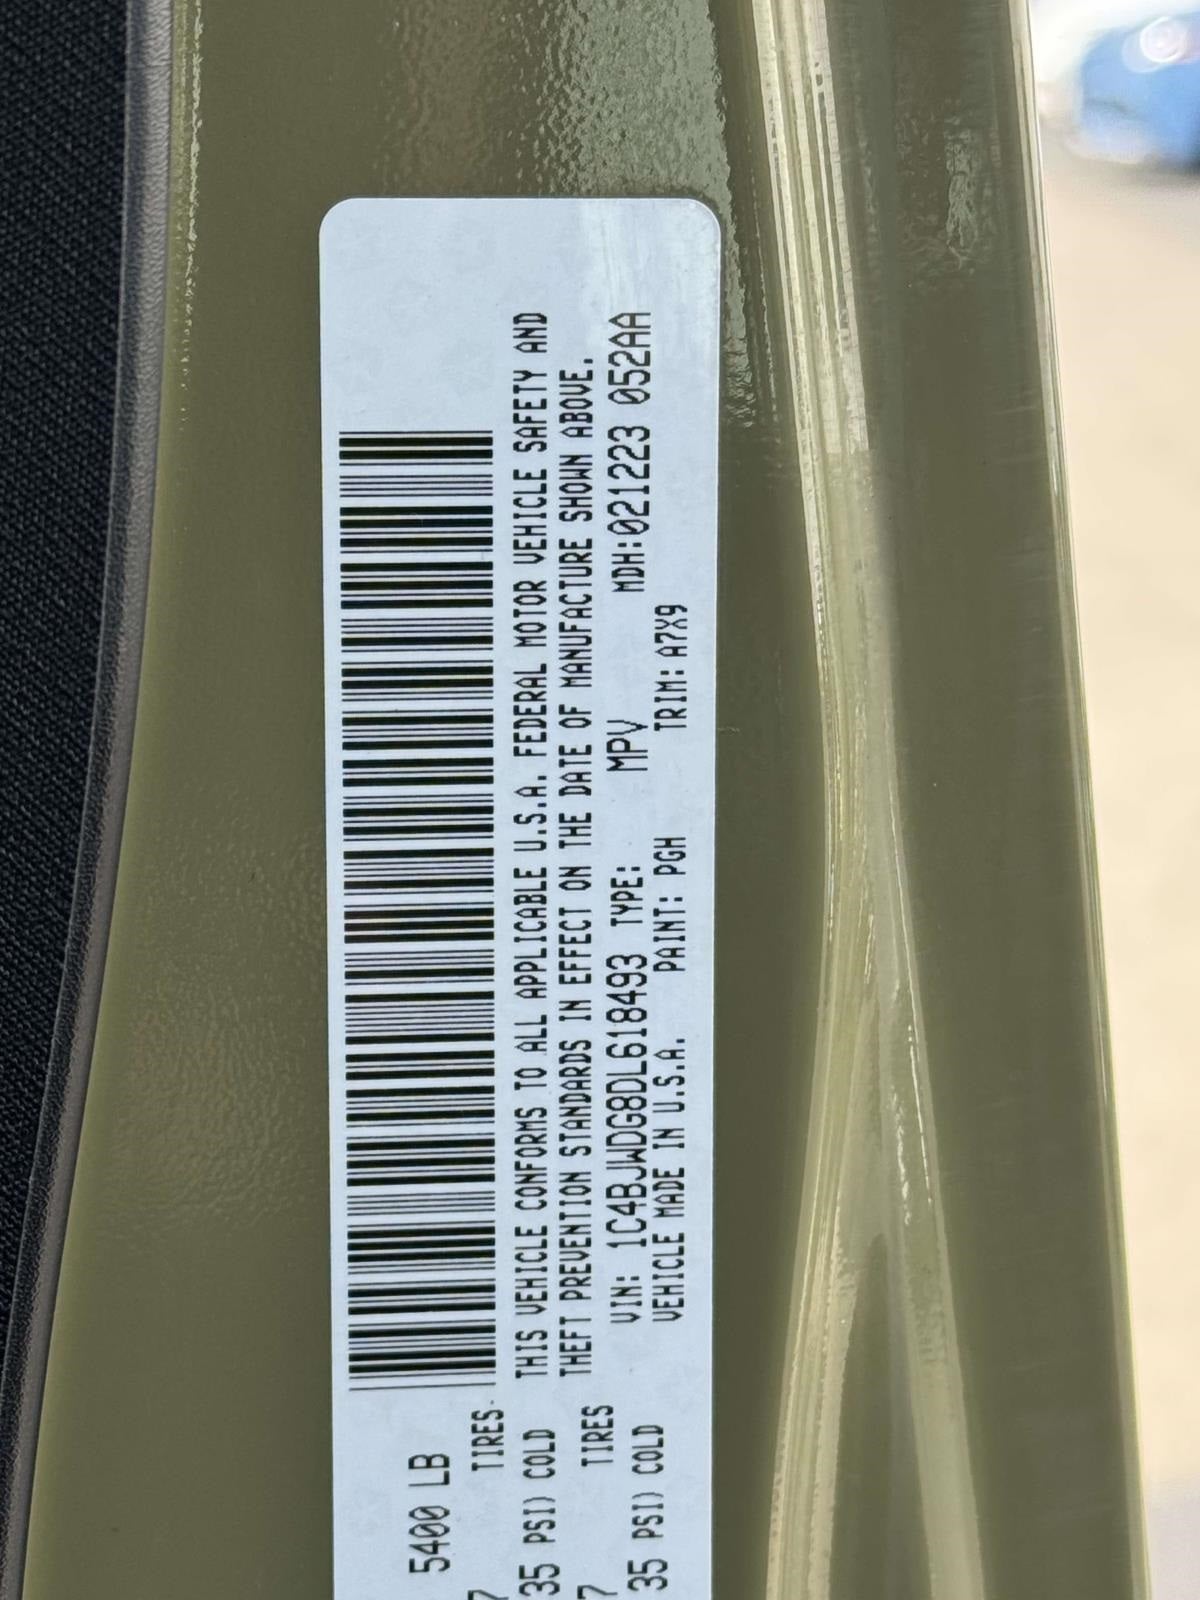 5400 LB
7 TIRES
35 PSI) COLD
7 TIRES
35 PSI) COLD
THIS VEHICLE CONFORMS TO ALL APPLICABLE U.S.A. FEDERAL MOTOR VEHICLE SAFETY AND
THEFT PREVENTION STANDARDS IN EFFECT ON THE DATE OF MANUFACTURE SHOWN ABOVE.
VIN: 1C4BJWDG8DL618493 TYPE: MPV MDH:021223 052AA
VEHICLE MADE IN U.S.A. PAINT: PGH TRIM: A7X9